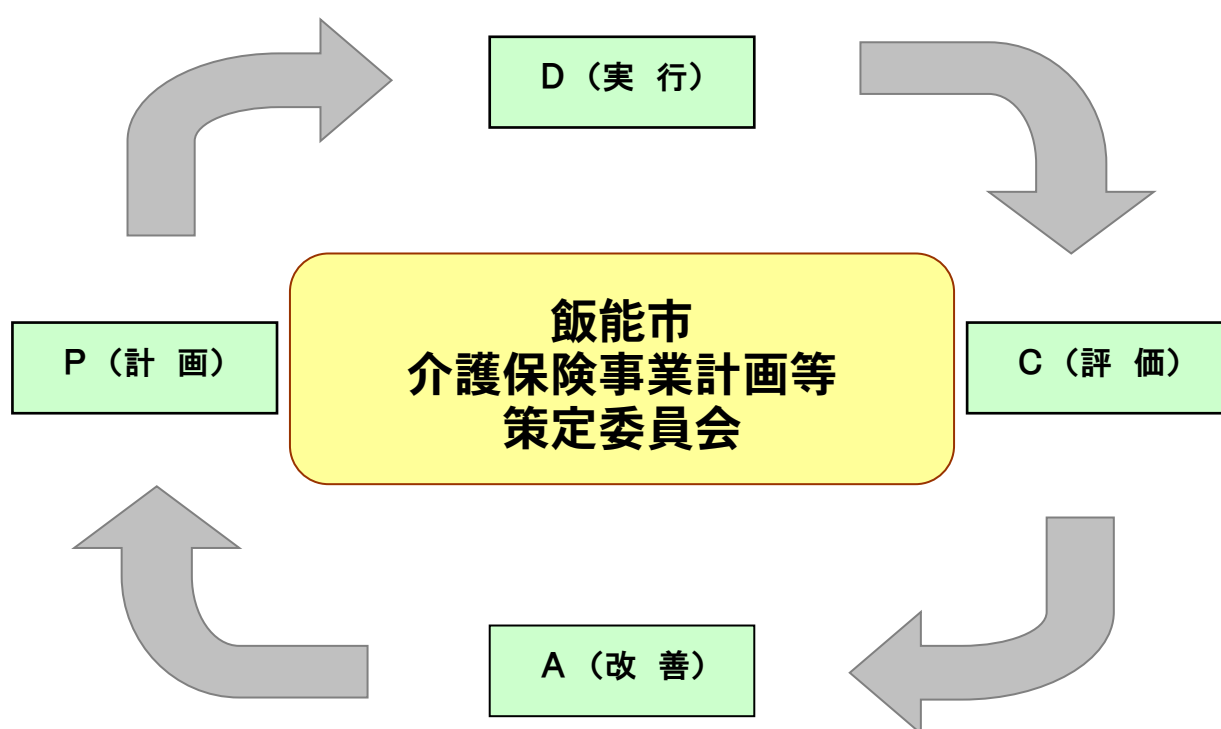 D（実　行）
飯能市
介護保険事業計画等
策定委員会
P（計　画）
C（評　価）
A（改　善）